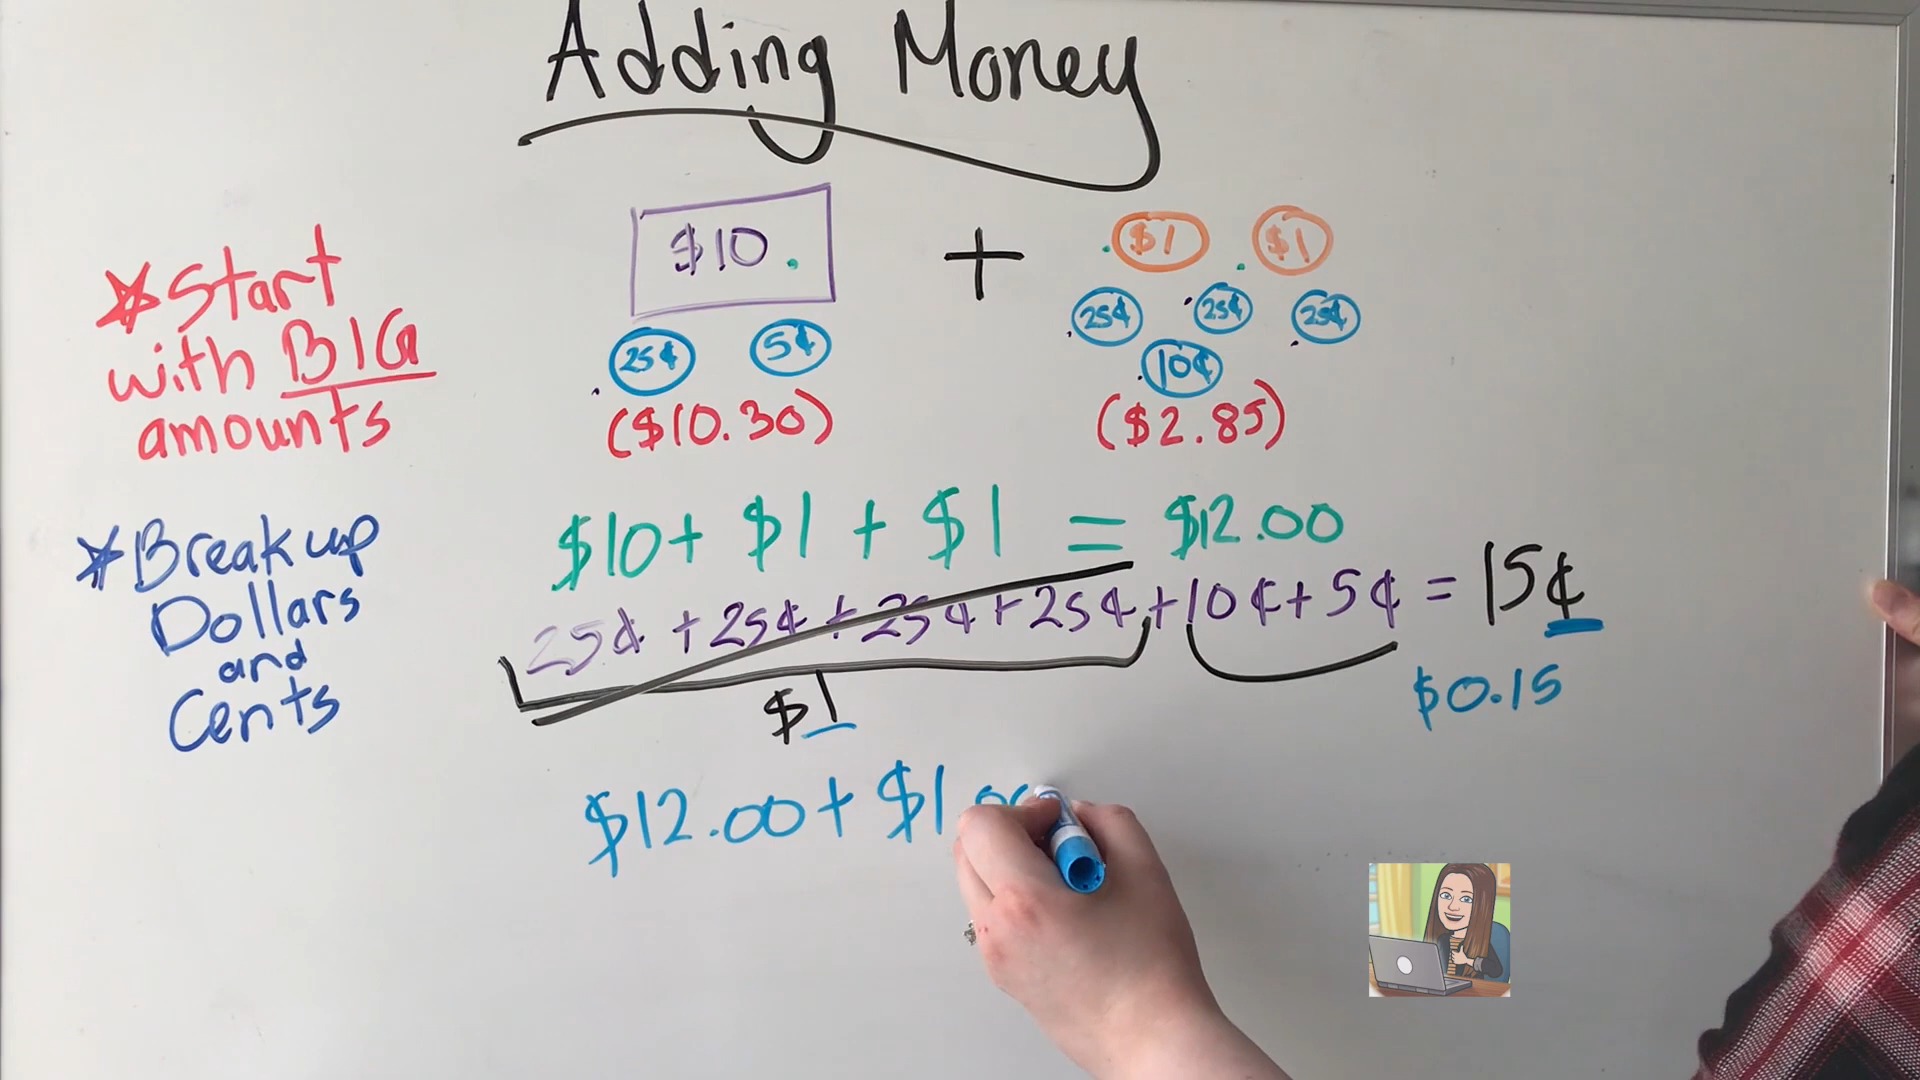 Adding Money
$10 + $1 $1
25¢ 5¢ 25¢ 25¢ 25¢
10¢
($10.30) ($2.85)
*Start
with BIG
amounts
$10 + $1 + $1 = $12.00
25¢ + 25¢ + 25¢ + 25¢ + 10¢ + 5¢ = 15¢
$1
$0.15
*Break up
Dollars
and
Cents
$12.00 + $1.00